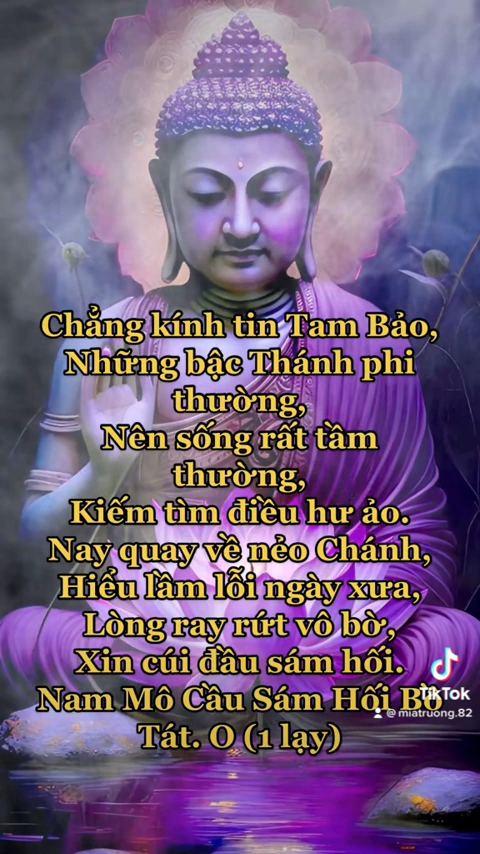 Chẳng kính tin Tam Bảo,
Những bậc Thánh phi
thường,
Nên sống rất tầm
thường,
Kiếm tìm điều hư ảo.
Nay quay về nẻo Chánh,
Hiểu lầm lỗi ngày xưa,
Lòng ray rứt vô bờ,
Xin cúi đầu sám hối.
Nam Mô Cầu Sám Hối Bồ
Tát. O (1 lạy)
TikTok
@miatruong.82